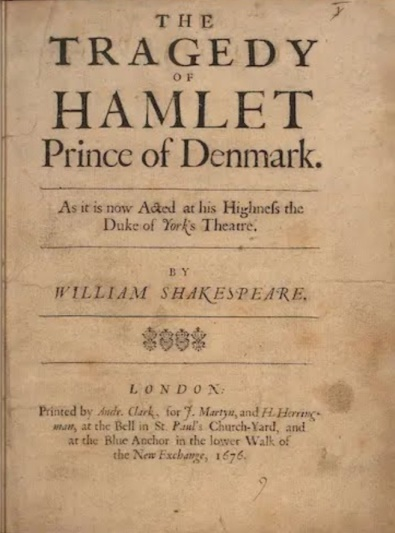 THE
TRAGEDY
OF
HAMLET
Prince of Denmark.
As it is now Acted at his Highneſs the
Duke of York's Theatre.
BY
WILLIAM SHAKESPEARE.
LONDON:
Printed by Andr. Clark, for J. Martyn, and H. Herring-
man, at the Bell in St. Paul's Church-Yard, and
at the Blue Anchor in the lower Walk of
the New Exchange, 1676.
9